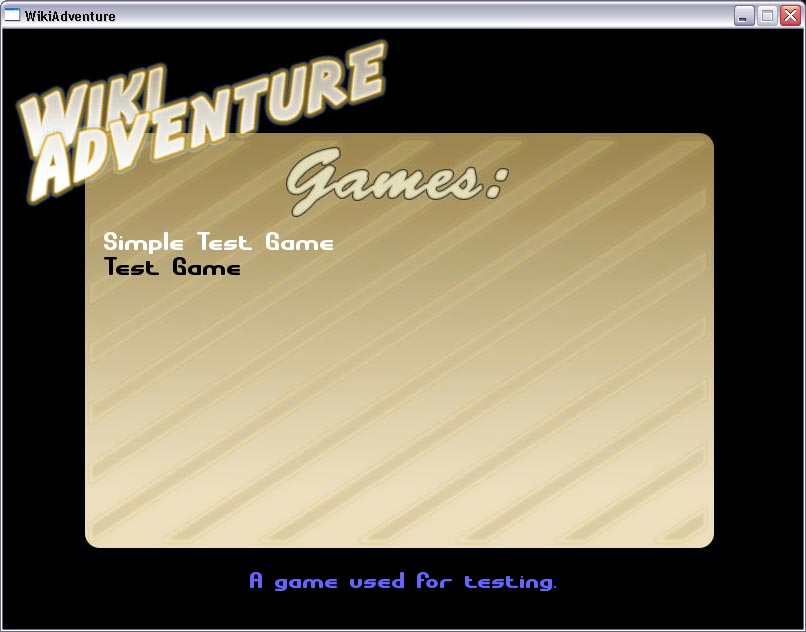 WikiAdventure
WIKI
ADVENTURE
Games:
Simple Test Game
Test Game
A game used for testing.